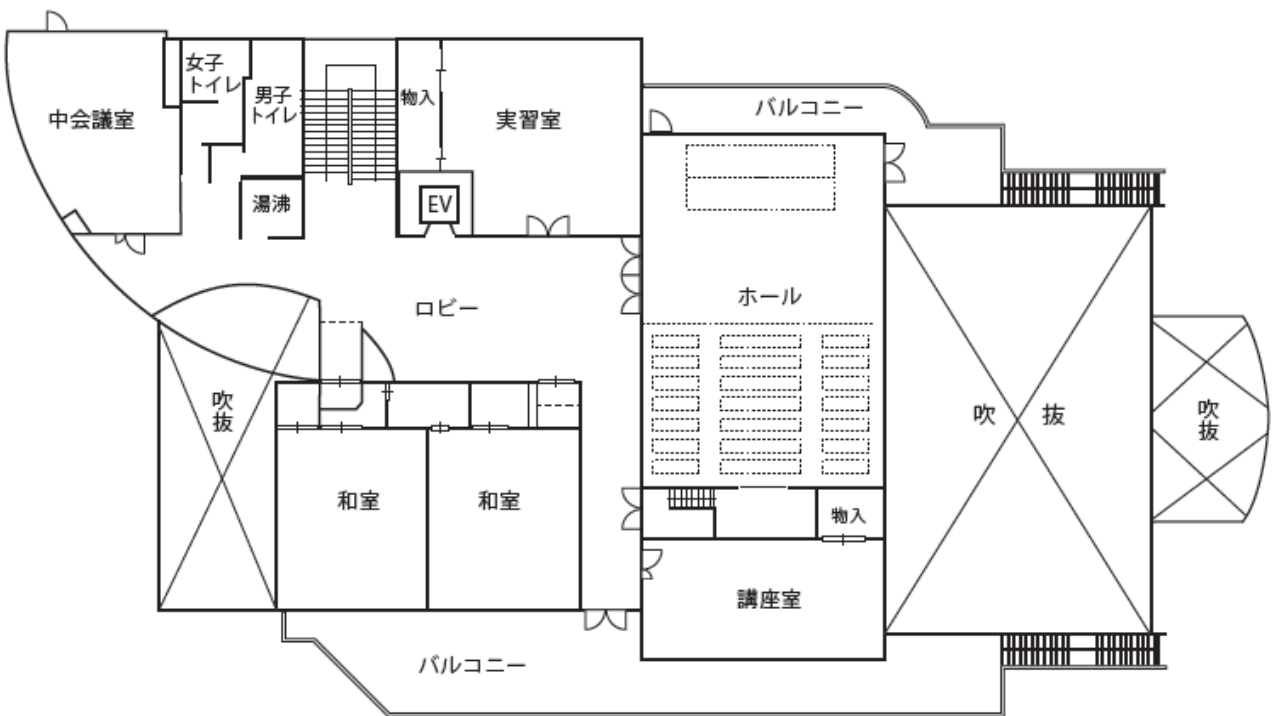 中会議室
女子
トイレ
男子
トイレ
湯沸
物入
EV
実習室
バルコニー
ロビー
ホール
吹
抜
和室
和室
物入
講座室
吹 抜
吹
抜
バルコニー